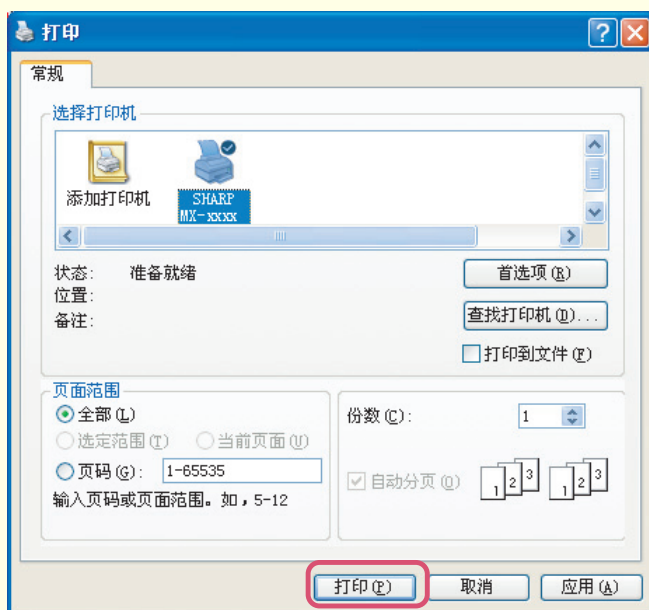 打印
常规
选择打印机
添加打印机
SHARP
MX-xxxx
状态: 准备就绪
位置:
备注:
首选项(R)
查找打印机(D)...
打印到文件(F)
页面范围
全部(L)
选定范围(T) 当前页面(U)
页码(G): 1-65535
输入页码或页面范围。如,5-12
份数(C): 1
自动分页(O)
1 2 3 1 2 3
打印(P) 取消 应用(A)